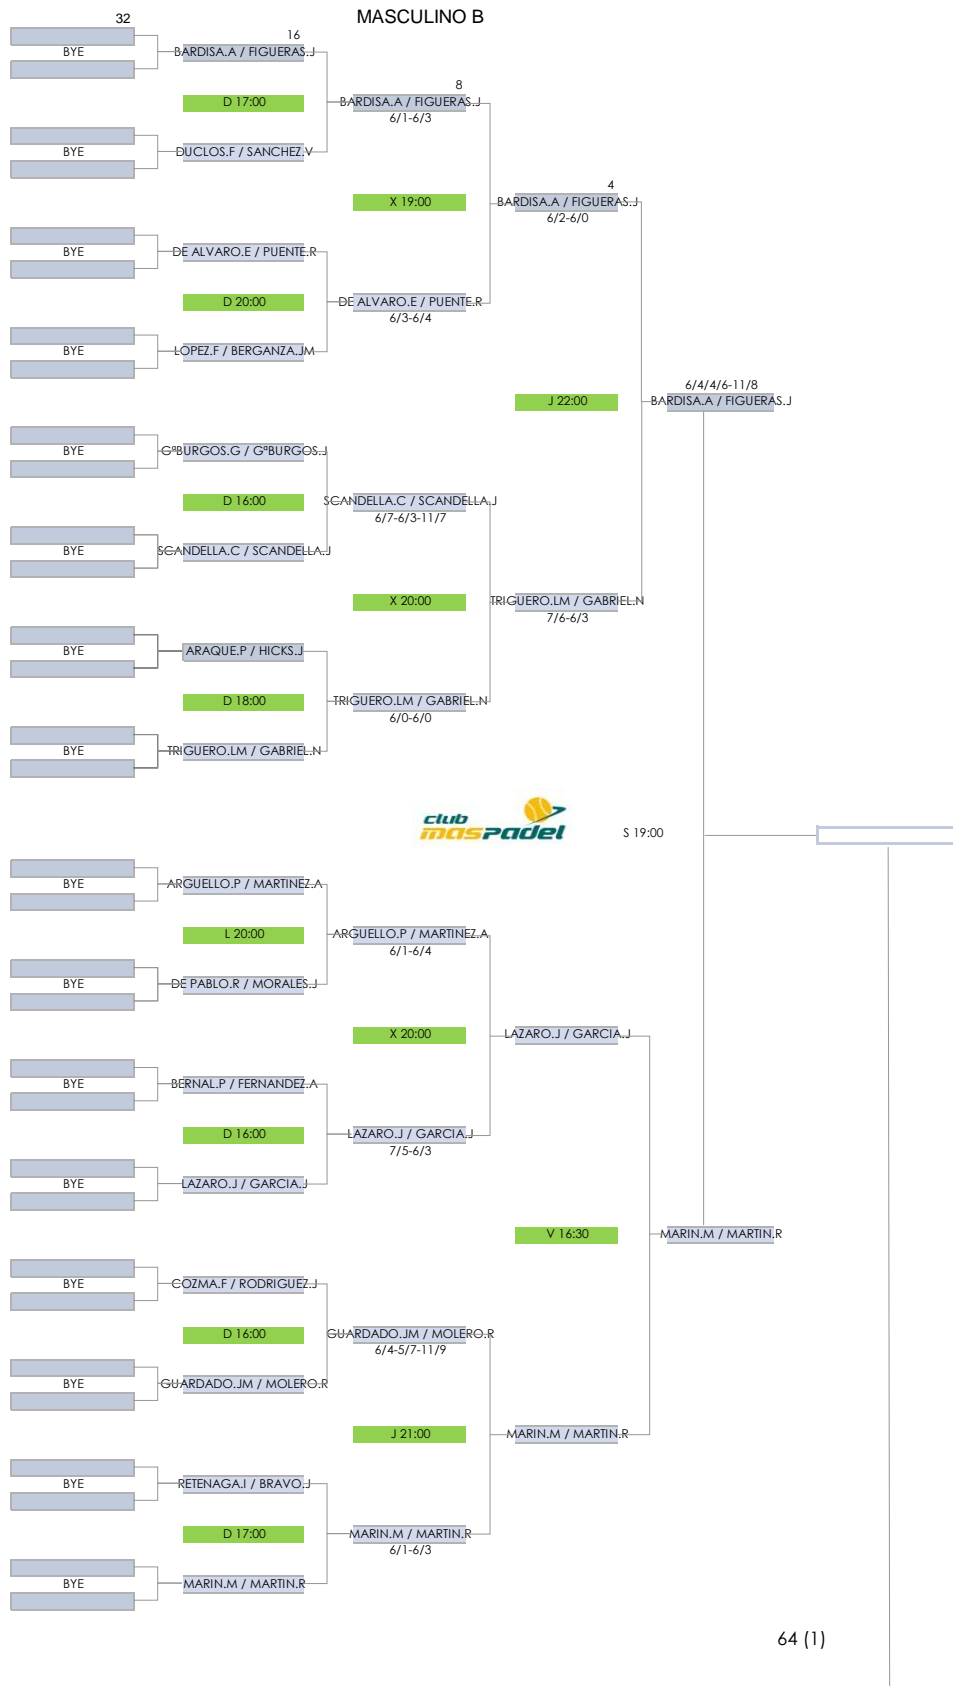 MASCULINO B
32
16
BYE
BARDISA.A / FIGUERAS.J
8
D 17:00
BARDISA.A / FIGUERAS.J
6/1-6/3
BYE
DUCLOS.F / SANCHEZ.V
4
X 19:00
BARDISA.A / FIGUERAS.J
6/2-6/0
BYE
DE ALVARO.E / PUENTE.R
D 20:00
DE ALVARO.E / PUENTE.R
6/3-6/4
BYE
LOPEZ.F / BERGANZA.JM
6/4/4/6-11/8
J 22:00
BARDISA.A / FIGUERAS.J
BYE
GªBURGOS.G / GªBURGOS.J
D 16:00
SCANDELLA.C / SCANDELLA.J
6/7-6/3-11/7
BYE
SCANDELLA.C / SCANDELLA.J
X 20:00
TRIGUERO.LM / GABRIEL.N
7/6-6/3
BYE
ARAQUE.P / HICKS.J
D 18:00
TRIGUERO.LM / GABRIEL.N
6/0-6/0
BYE
TRIGUERO.LM / GABRIEL.N
club
maspadel
S 19:00
BYE
ARGUELLO.P / MARTINEZ.A
L 20:00
ARGUELLO.P / MARTINEZ.A
6/1-6/4
BYE
DE PABLO.R / MORALES.J
X 20:00
LAZARO.J / GARCIA.J
BYE
BERNAL.P / FERNANDEZ.A
D 16:00
LAZARO.J / GARCIA.J
7/5-6/3
BYE
LAZARO.J / GARCIA.J
V 16:30
MARIN.M / MARTIN.R
BYE
COZMA.F / RODRIGUEZ.J
D 16:00
GUARDADO.JM / MOLERO.R
6/4-5/7-11/9
BYE
GUARDADO.JM / MOLERO.R
J 21:00
MARIN.M / MARTIN.R
BYE
RETENAGA.I / BRAVO.J
D 17:00
MARIN.M / MARTIN.R
6/1-6/3
BYE
MARIN.M / MARTIN.R
64 (1)